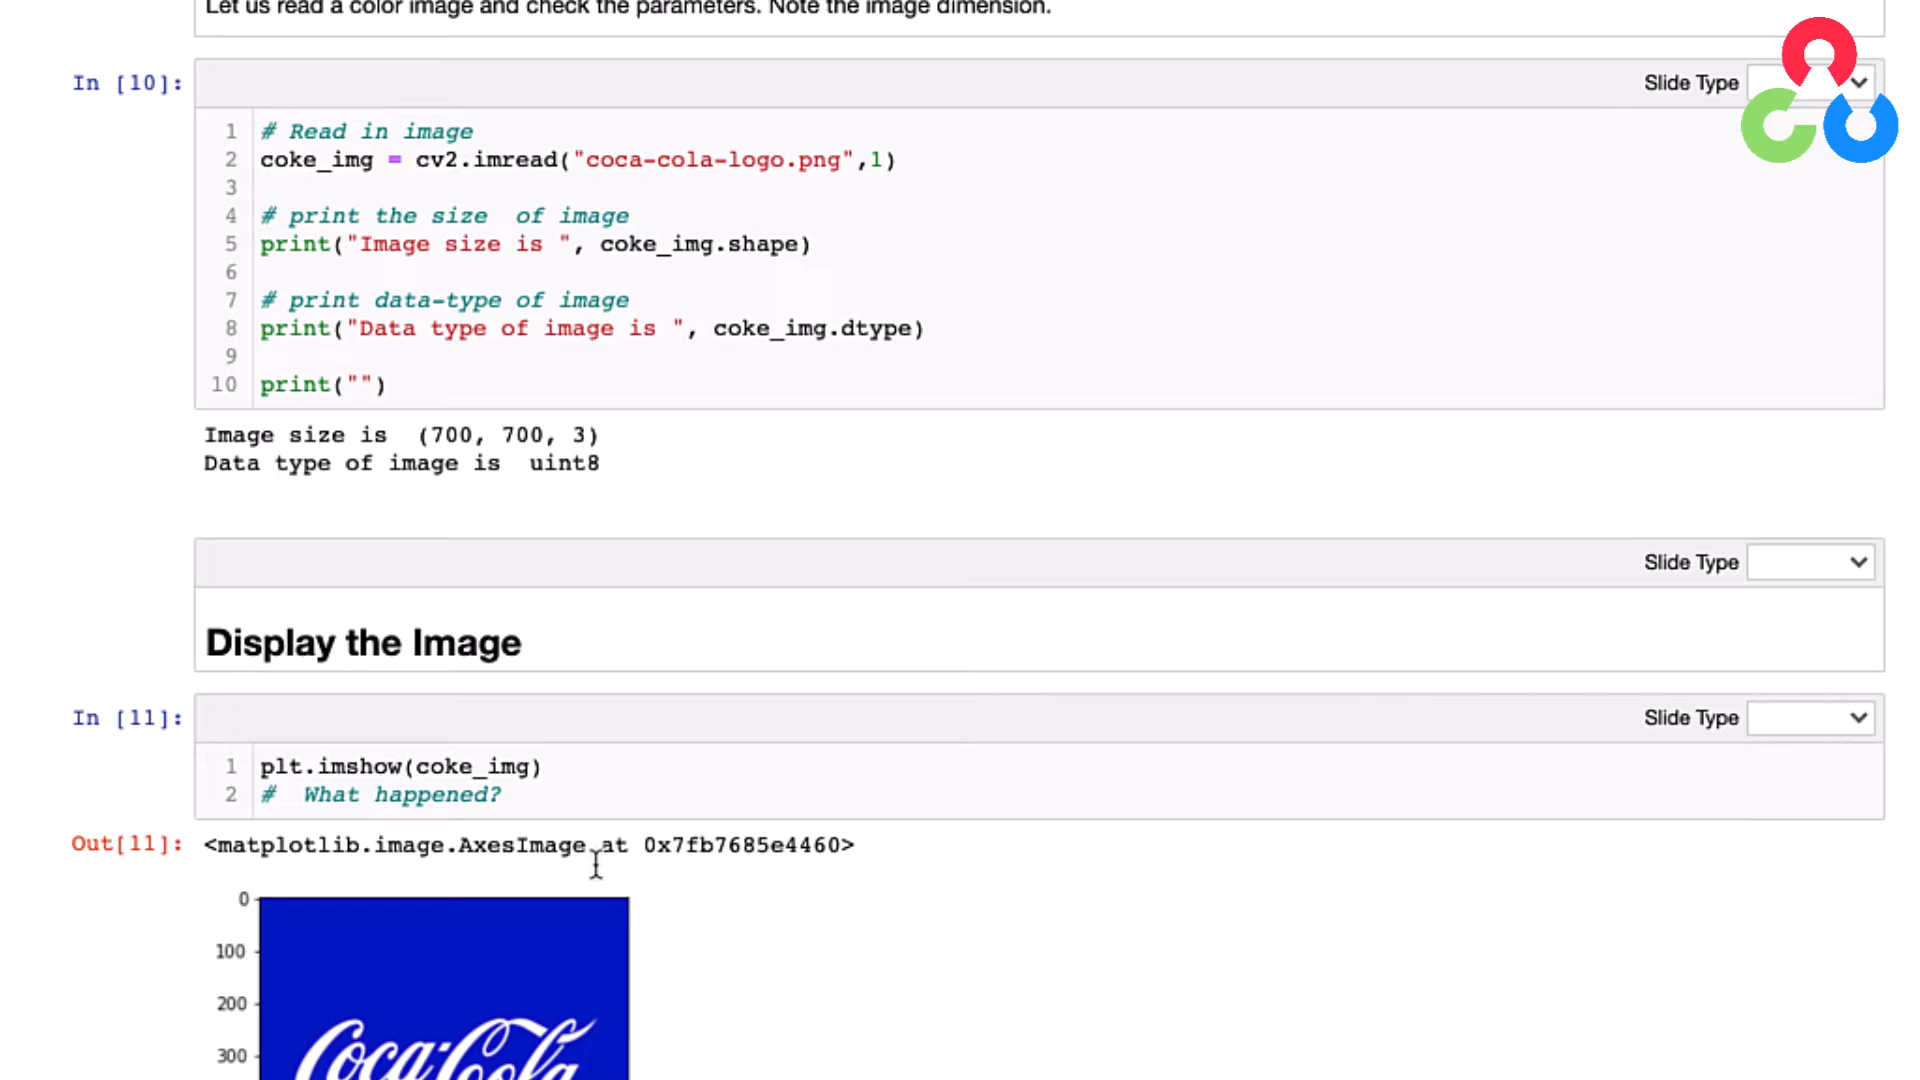 Let us read a color image and check the parameters. Note the image dimension.
In [10]:
Slide Type
1 # Read in image
2 coke_img = cv2.imread("coca-cola-logo.png",1)
3
4 # print the size  of image
5 print("Image size is ", coke_img.shape)
6
7 # print data-type of image
8 print("Data type of image is ", coke_img.dtype)
9
10 print("")
Image size is  (700, 700, 3)
Data type of image is  uint8
Slide Type
Display the Image
In [11]:
Slide Type
1 plt.imshow(coke_img)
2 #  What happened?
Out[11]: <matplotlib.image.AxesImage at 0x7fb7685e4460>
0
100
200
300
Coca-Cola